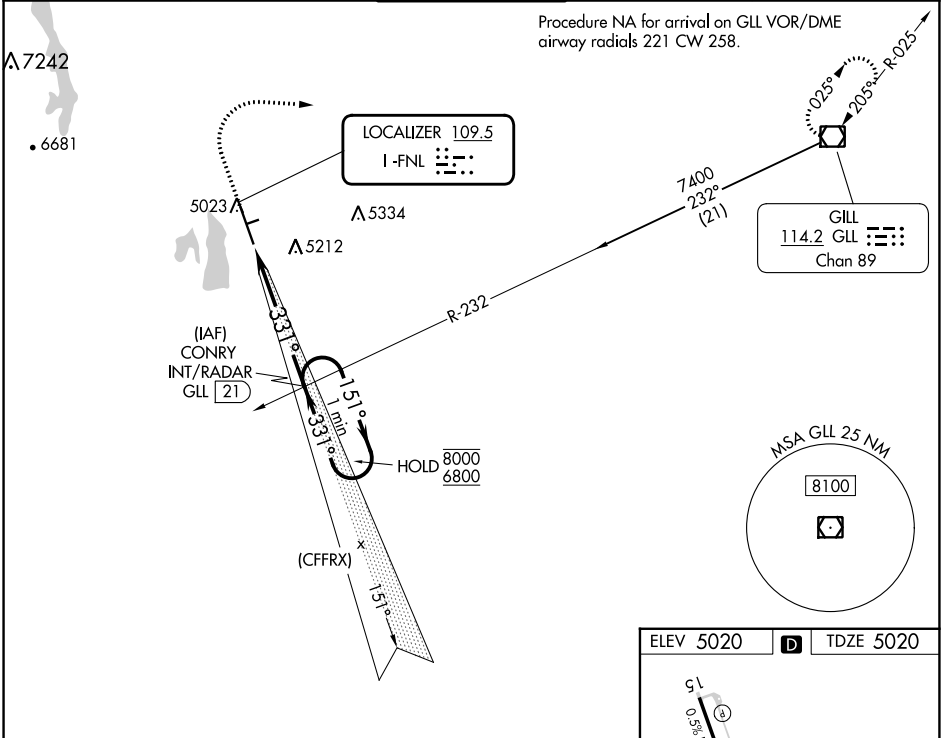 Procedure NA for arrival on GLL VOR/DME
airway radials 221 CW 258.
R-025
025°
205°
7242
6681
LOCALIZER 109.5
I-FNL
5023
5334
5212
7400
232°
(21)
GILL
114.2 GLL
Chan 89
R-232
331°
(IAF)
CONRY
INT/RADAR
GLL 21
151°
1 min
331°
HOLD 8000
6800
(CFFRX)
x
151°
MSA GLL 25 NM
8100
ELEV 5020 D TDZE 5020
15
0.5%